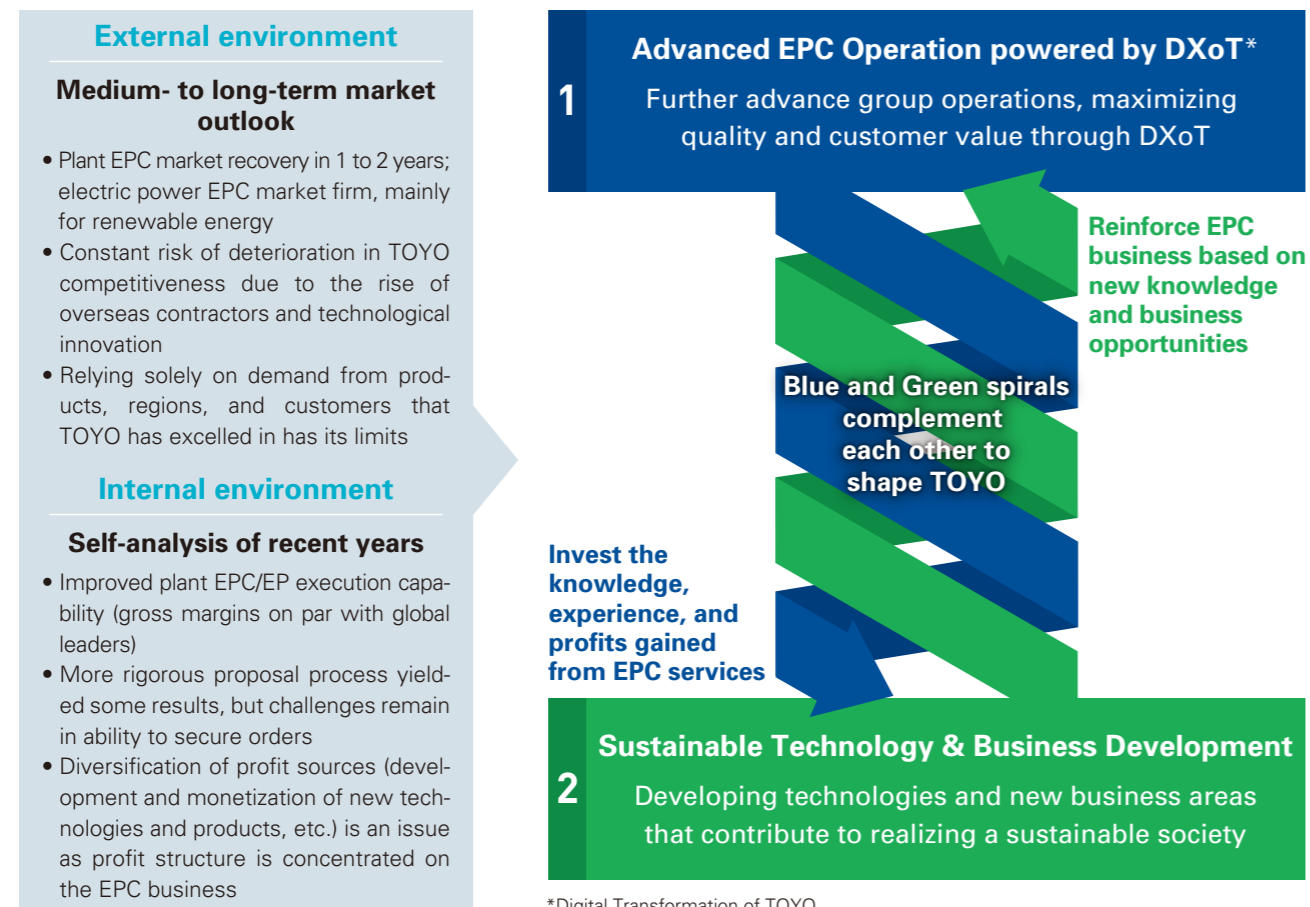 External environment
Medium- to long-term market
outlook
• Plant EPC market recovery in 1 to 2 years;
electric power EPC market firm, mainly
for renewable energy
• Constant risk of deterioration in TOYO
competitiveness due to the rise of
overseas contractors and technological
innovation
• Relying solely on demand from prod-
ucts, regions, and customers that
TOYO has excelled in has its limits
Internal environment
Self-analysis of recent years
• Improved plant EPC/EP execution capa-
bility (gross margins on par with global
leaders)
• More rigorous proposal process yield-
ed some results, but challenges remain
in ability to secure orders
• Diversification of profit sources (devel-
opment and monetization of new tech-
nologies and products, etc.) is an issue
as profit structure is concentrated on
the EPC business
1
Advanced EPC Operation powered by DXoT*
Further advance group operations, maximizing
quality and customer value through DXoT
Reinforce EPC
business based on
new knowledge
and business
opportunities
Blue and Green spirals
complement
each other to
shape TOYO
Invest the
knowledge,
experience, and
profits gained
from EPC services
2
Sustainable Technology & Business Development
Developing technologies and new business areas
that contribute to realizing a sustainable society
*Digital Transformation of TOYO